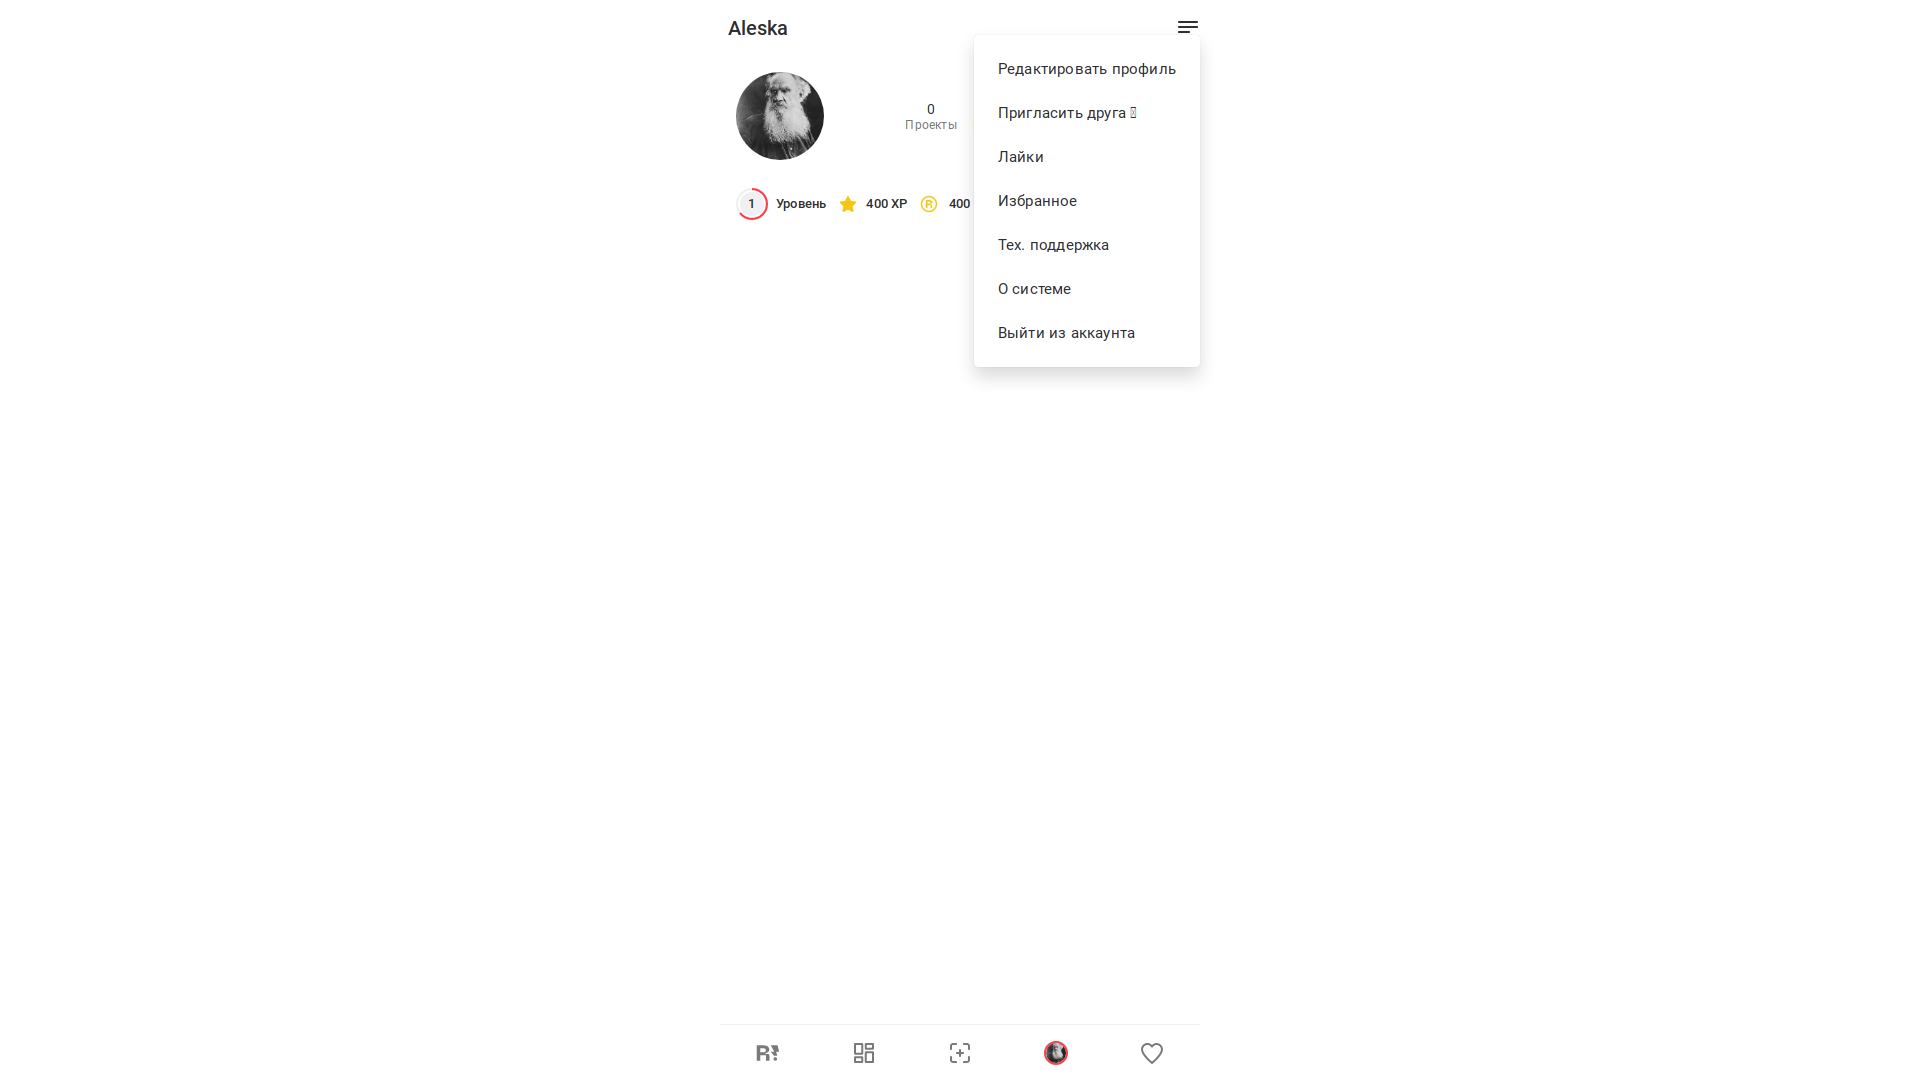 Aleska
0
Проекты
1 Уровень 400 XP 400
Редактировать профиль
Пригласить друга
Лайки
Избранное
Тех. поддержка
О системе
Выйти из аккаунта
R